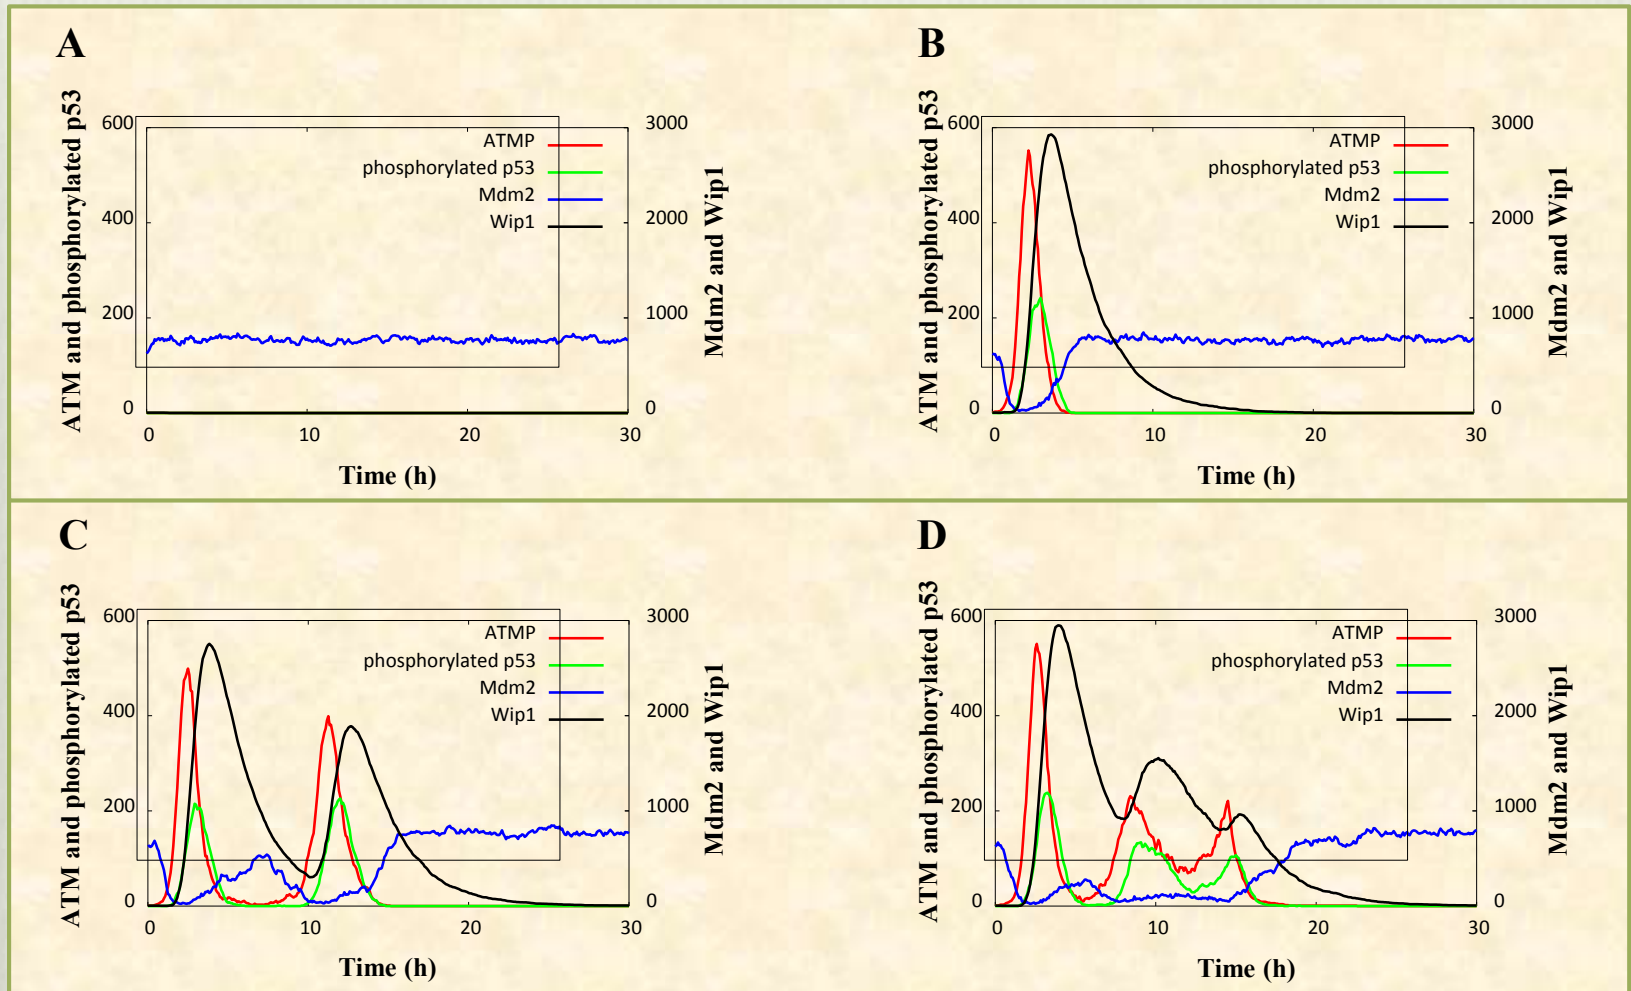 A
ATM and phosphorylated p53
600
400
200
0
ATMP
phosphorylated p53
Mdm2
Wip1
3000
2000
1000
0
Mdm2 and Wip1
0 10 20 30
Time (h)
B
ATM and phosphorylated p53
600
400
200
0
ATMP
phosphorylated p53
Mdm2
Wip1
3000
2000
1000
0
Mdm2 and Wip1
0 10 20 30
Time (h)
C
ATM and phosphorylated p53
600
400
200
0
ATMP
phosphorylated p53
Mdm2
Wip1
3000
2000
1000
0
Mdm2 and Wip1
0 10 20 30
Time (h)
D
ATM and phosphorylated p53
600
400
200
0
ATMP
phosphorylated p53
Mdm2
Wip1
3000
2000
1000
0
Mdm2 and Wip1
0 10 20 30
Time (h)